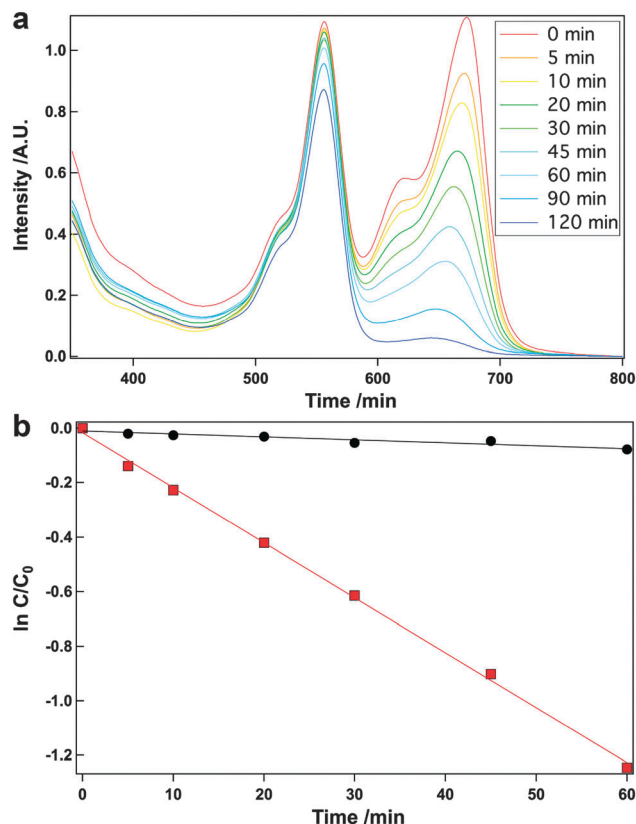 a
Intensity /A.U.
1.0
0.8
0.6
0.4
0.2
0.0
0 min
5 min
10 min
20 min
30 min
45 min
60 min
90 min
120 min
400
500
600
700
800
Time /min
b
ln C/C₀
0.0
-0.2
-0.4
-0.6
-0.8
-1.0
-1.2
0
10
20
30
40
50
60
Time /min